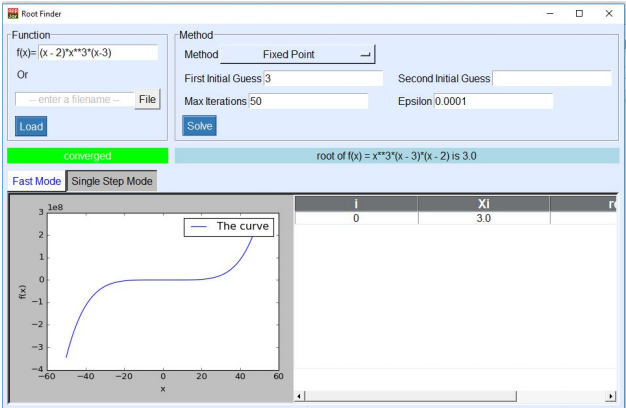 Root Finder
Function
f(x)= (x - 2)*x**3*(x-3)
Or
-- enter a filename -- File
Load
Method
Method Fixed Point
First Initial Guess 3 Second Initial Guess
Max Iterations 50 Epsilon 0.0001
Solve
converged root of f(x) = x**3*(x - 3)*(x - 2) is 3.0
Fast Mode Single Step Mode
1e8
The curve
3
2
1
0
−1
−2
−3
−4
f(x)
−60 −40 −20 0 20 40 60
x
i Xi
0 3.0